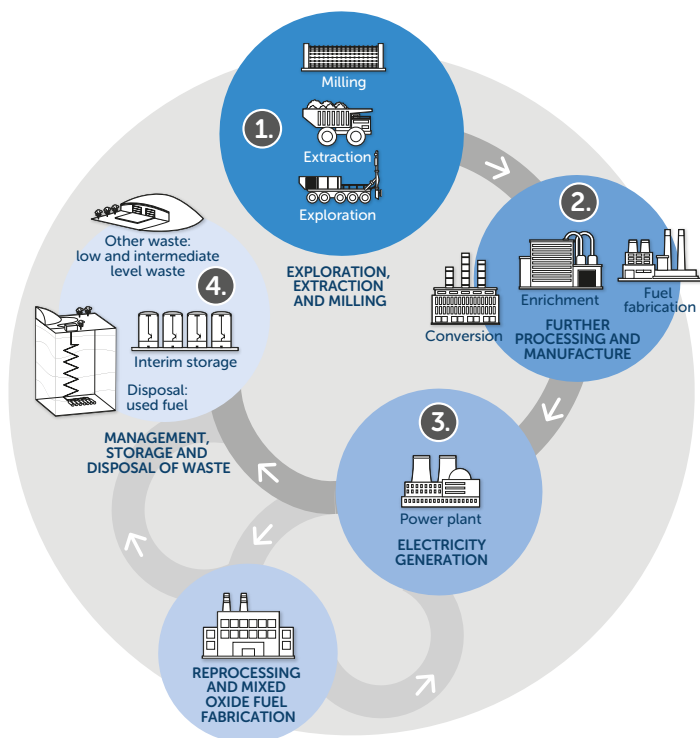 1.
Milling
Extraction
Exploration
EXPLORATION,
EXTRACTION
AND MILLING
2.
Conversion
Enrichment
Fuel
fabrication
FURTHER
PROCESSING AND
MANUFACTURE
3.
Power plant
ELECTRICITY
GENERATION
4.
Other waste:
low and intermediate
level waste
Interim storage
Disposal:
used fuel
MANAGEMENT,
STORAGE AND
DISPOSAL OF WASTE
REPROCESSING
AND MIXED
OXIDE FUEL
FABRICATION